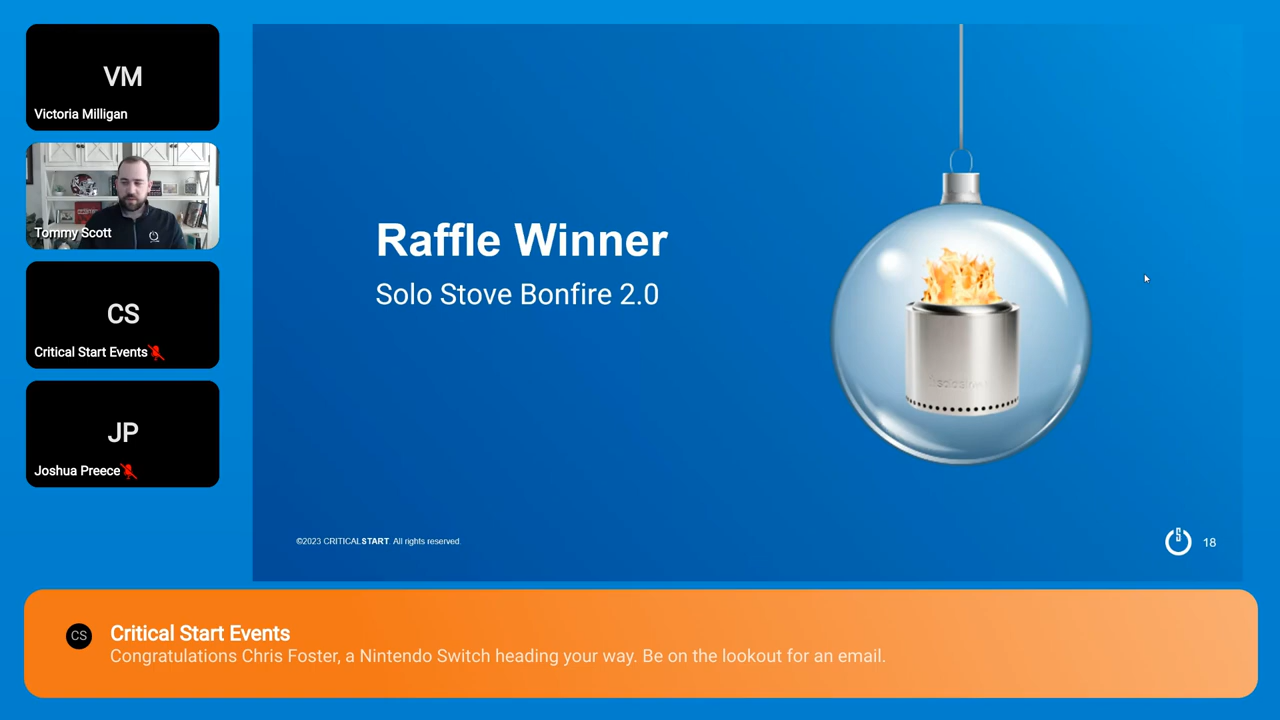 VM
Victoria Milligan
Tommy Scott
CS
Critical Start Events
JP
Joshua Preece
Raffle Winner
Solo Stove Bonfire 2.0
©2023 CRITICALSTART. All rights reserved.
18
CS
Critical Start Events
Congratulations Chris Foster, a Nintendo Switch heading your way. Be on the lookout for an email.